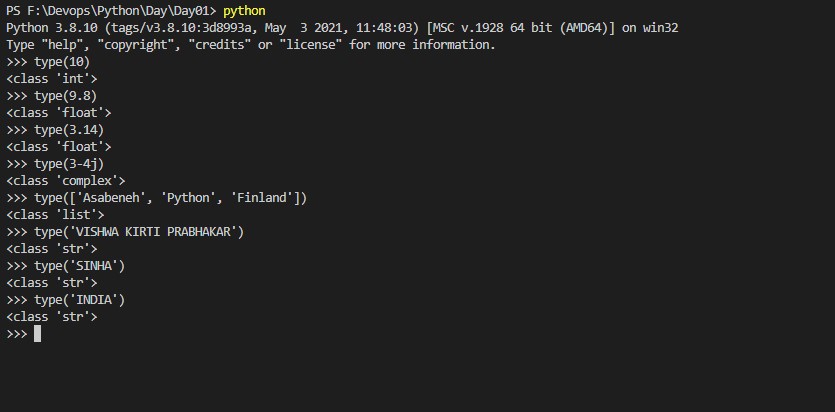 PS F:\Devops\Python\Day\Day01> python
Python 3.8.10 (tags/v3.8.10:3d8993a, May  3 2021, 11:48:03) [MSC v.1928 64 bit (AMD64)] on win32
Type "help", "copyright", "credits" or "license" for more information.
>>> type(10)
<class 'int'>
>>> type(9.8)
<class 'float'>
>>> type(3.14)
<class 'float'>
>>> type(3-4j)
<class 'complex'>
>>> type(['Asabeneh', 'Python', 'Finland'])
<class 'list'>
>>> type('VISHWA KIRTI PRABHAKAR')
<class 'str'>
>>> type('SINHA')
<class 'str'>
>>> type('INDIA')
<class 'str'>
>>>